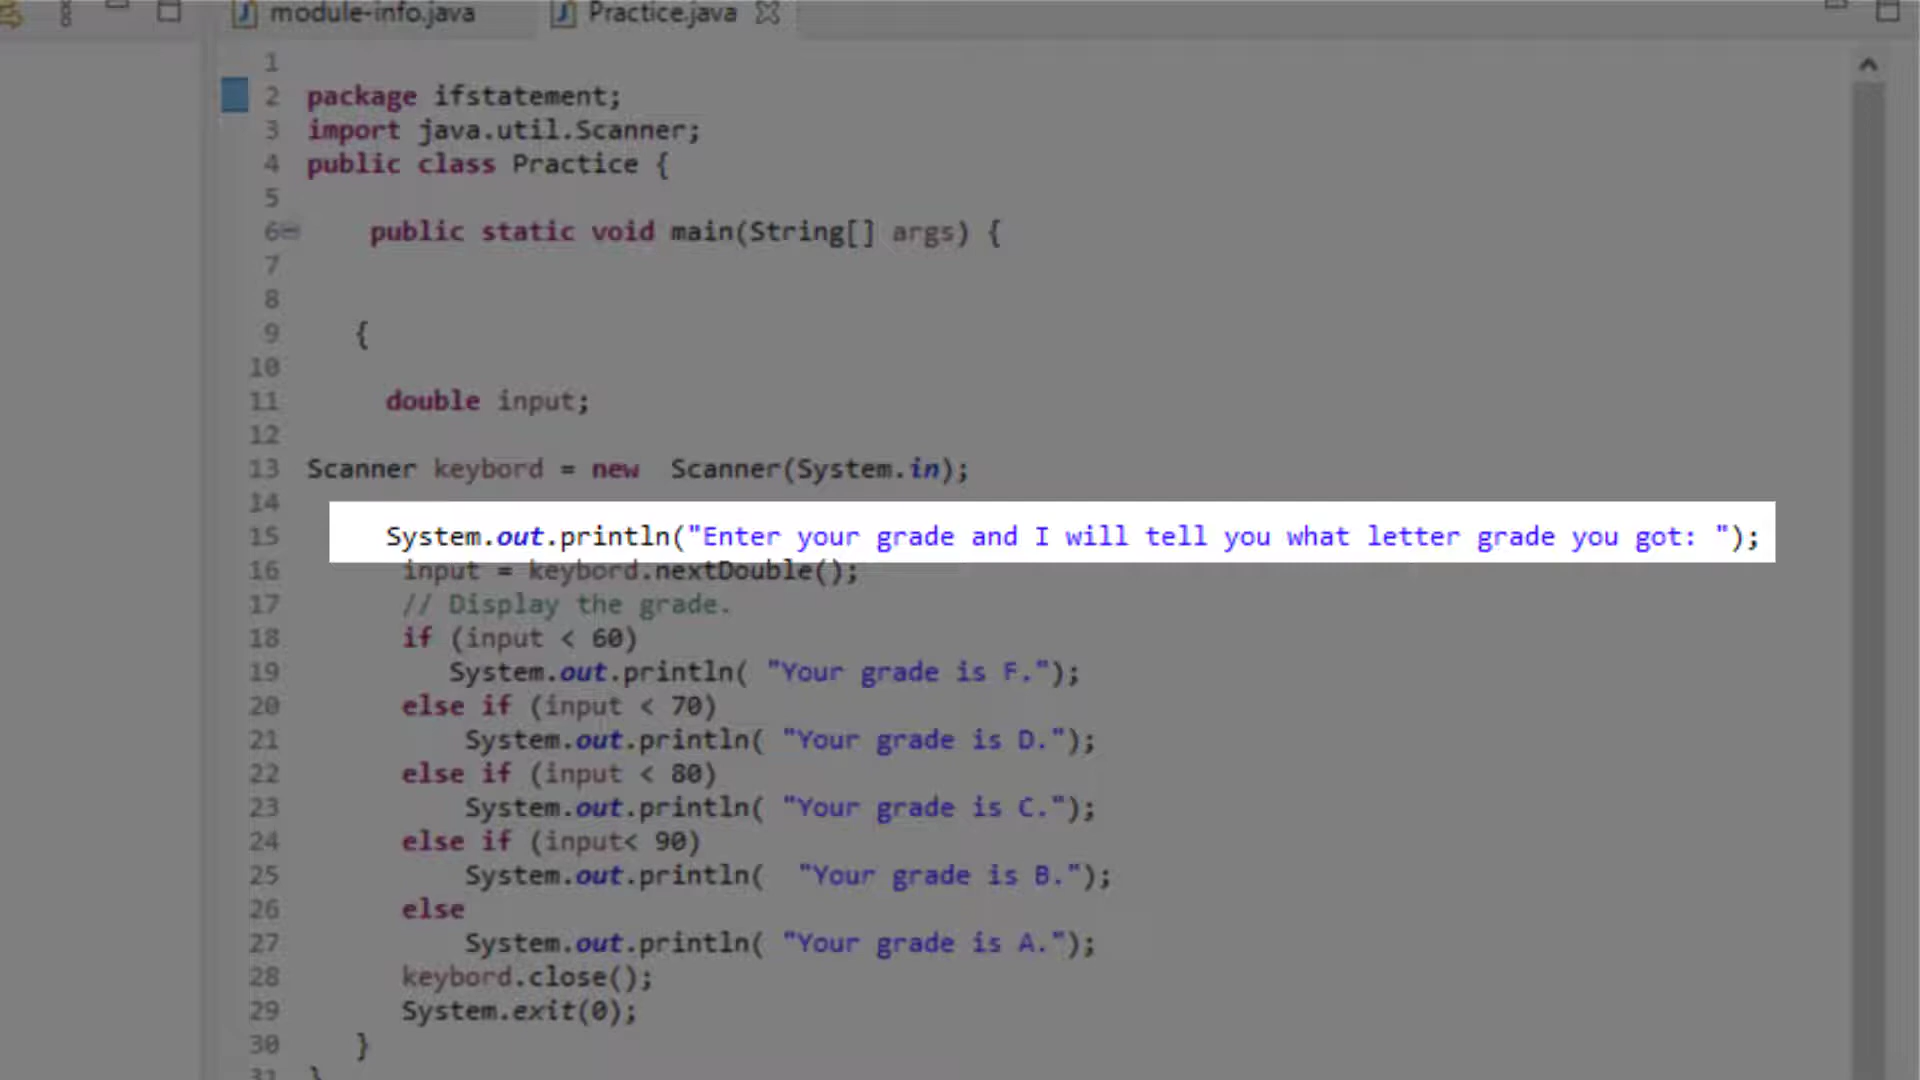 module-info.java
Practice.java
1
2 package ifstatement;
3 import java.util.Scanner;
4 public class Practice {
5
6 public static void main(String[] args) {
7
8
9 {
10
11 double input;
12
13 Scanner keybord = new  Scanner(System.in);
14
15 System.out.println("Enter your grade and I will tell you what letter grade you got: ");
16 input = keybord.nextDouble();
17 // Display the grade.
18 if (input < 60)
19 System.out.println( "Your grade is F.");
20 else if (input < 70)
21 System.out.println( "Your grade is D.");
22 else if (input < 80)
23 System.out.println( "Your grade is C.");
24 else if (input< 90)
25 System.out.println(  "Your grade is B.");
26 else
27 System.out.println( "Your grade is A.");
28 keybord.close();
29 System.exit(0);
30 }
31 }